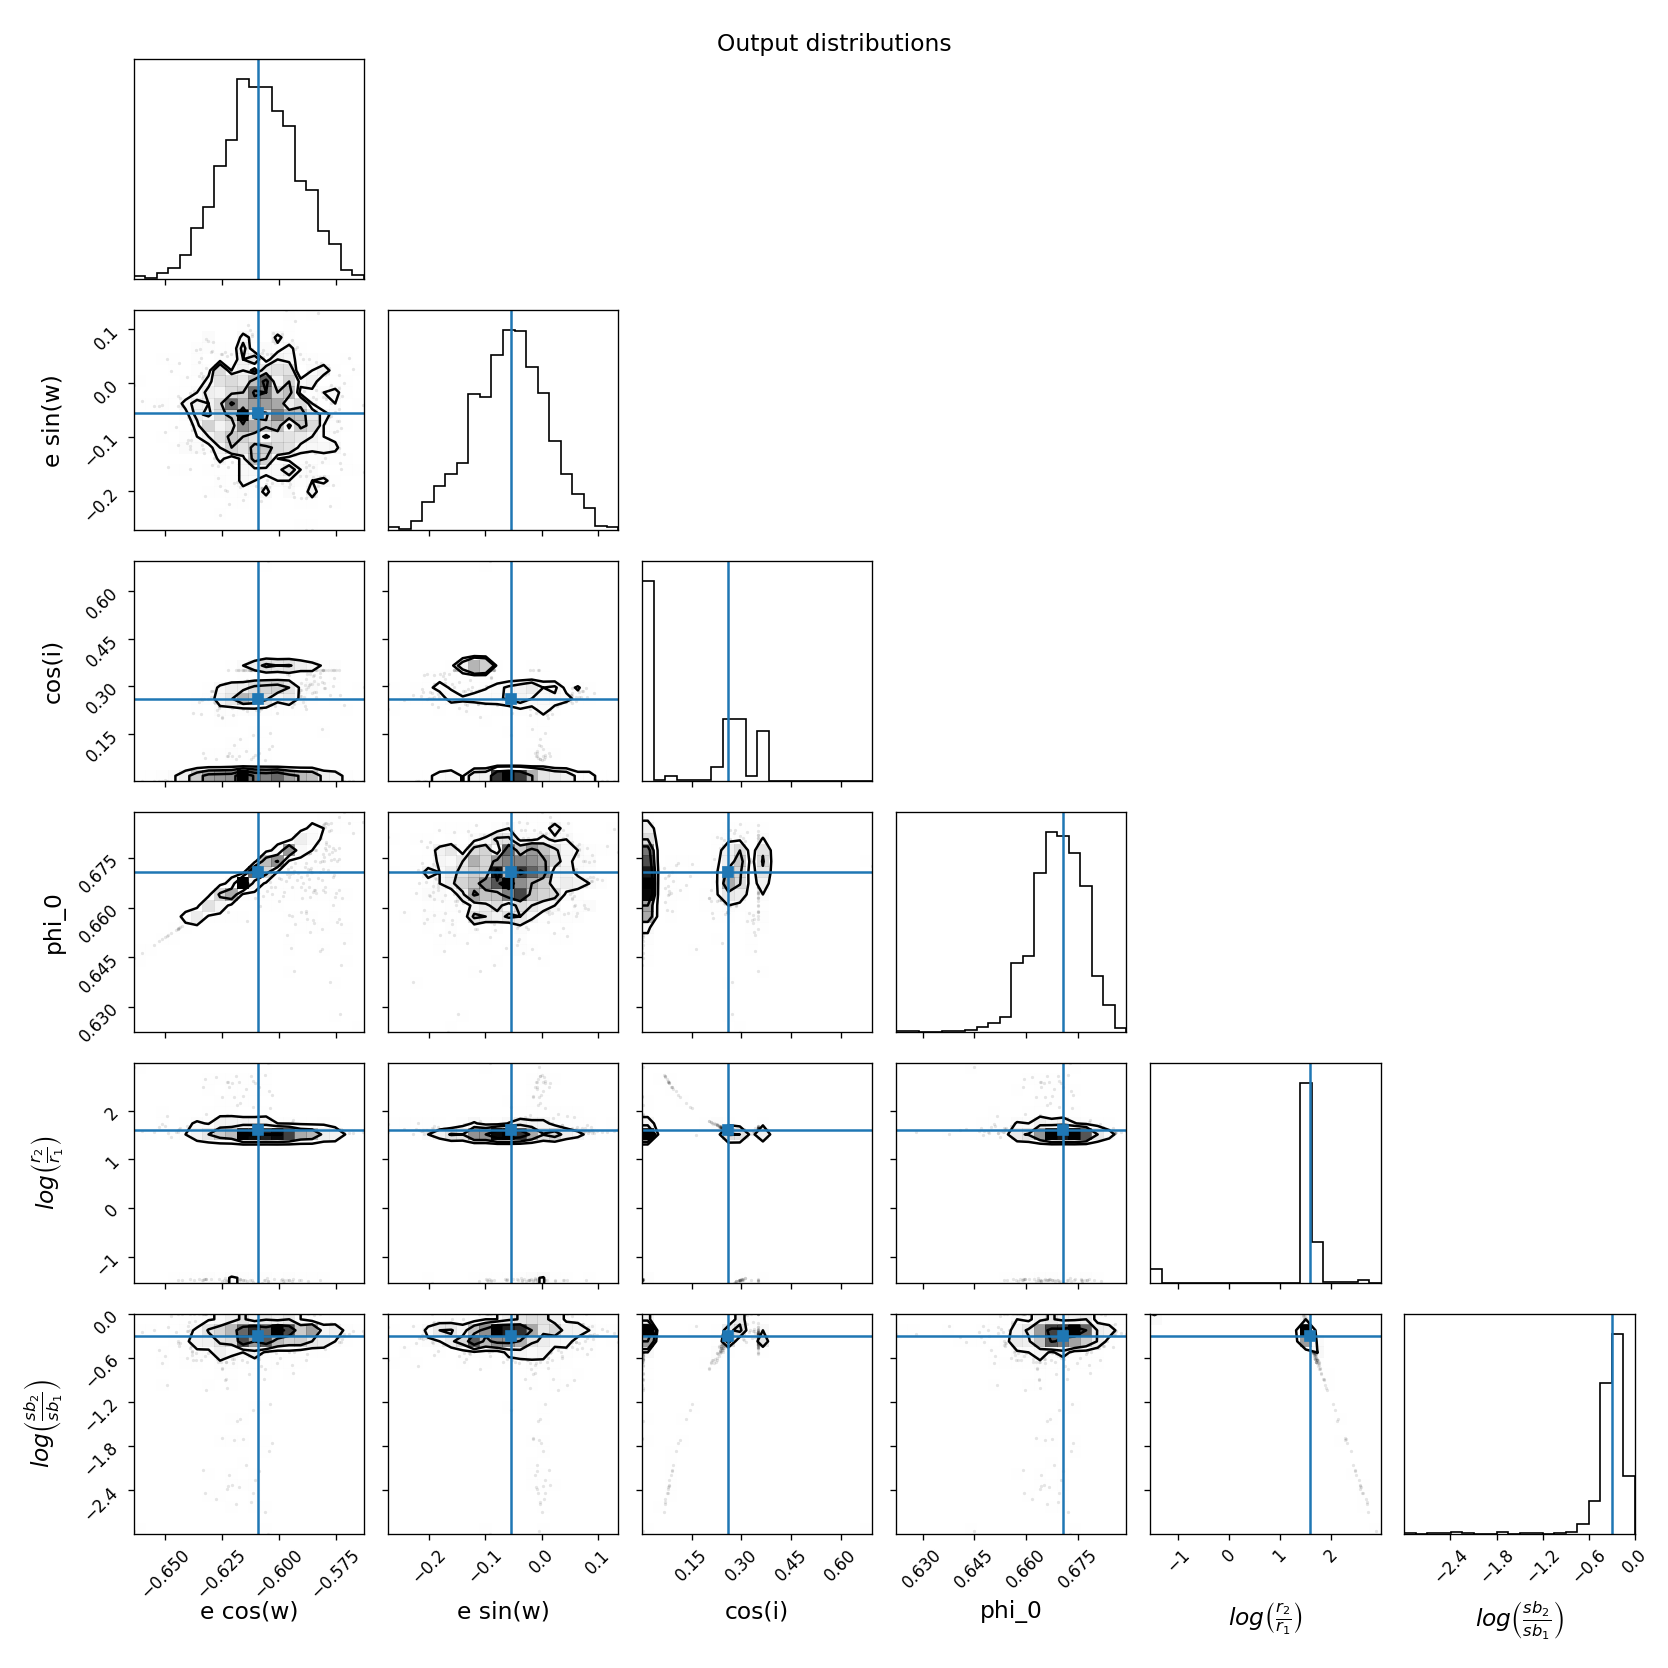 Output distributions
0.1
0.0
−0.1
−0.2
e sin(w)
0.60
0.45
0.30
0.15
cos(i)
0.675
0.660
0.645
0.630
phi_0
2
1
0
−1
log(r₂/r₁)
0.0
−0.6
−1.2
−1.8
−2.4
log(sb₂/sb₁)
−0.650 −0.625 −0.600 −0.575
−0.2 −0.1 0.0 0.1
0.15 0.30 0.45 0.60
0.630 0.645 0.660 0.675
−1 0 1 2
−2.4 −1.8 −1.2 −0.6 0.0
e cos(w) e sin(w) cos(i) phi_0 log(r₂/r₁) log(sb₂/sb₁)